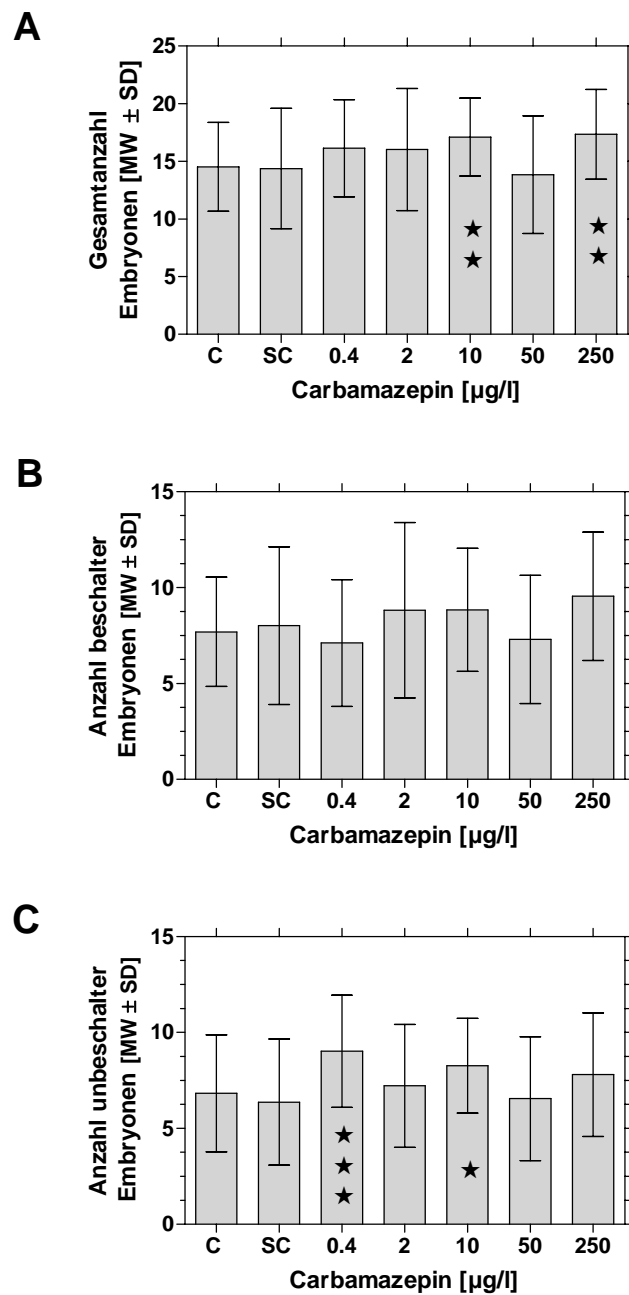 A
Gesamtanzahl
Embryonen [MW ± SD]
25
20
15
10
5
0
C SC 0.4 2 10 50 250
Carbamazepin [µg/l]
B
Anzahl beschalter
Embryonen [MW ± SD]
15
10
5
0
C SC 0.4 2 10 50 250
Carbamazepin [µg/l]
C
Anzahl unbeschalter
Embryonen [MW ± SD]
15
10
5
0
C SC 0.4 2 10 50 250
Carbamazepin [µg/l]